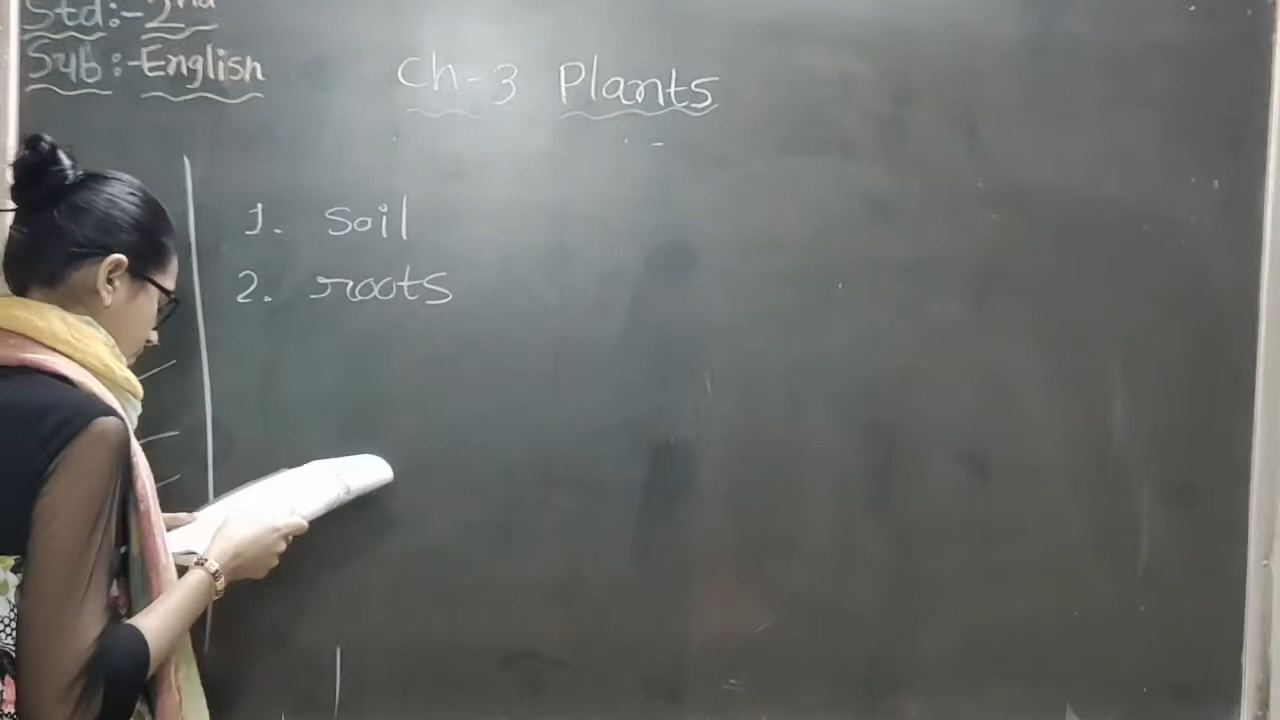 Std:- 2nd
Sub:- English
Ch-3 Plants
1. Soil
2. roots